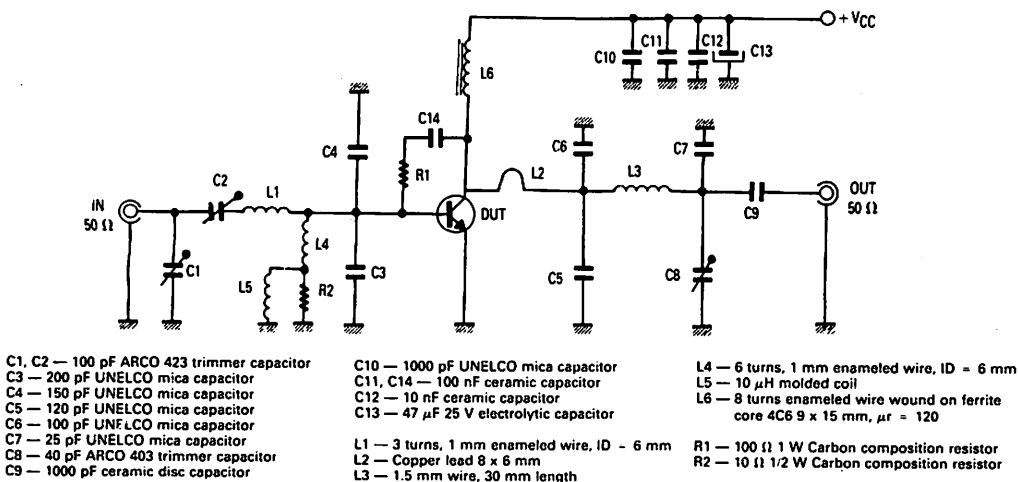 + VCC
C10
C11
C12
C13
L6
C14
C4
R1
C6
C7
C2
L1
L2
L3
IN
50 Ω
DUT
OUT
50 Ω
C9
L4
C1
L5
R2
C3
C5
C8
C1, C2 — 100 pF ARCO 423 trimmer capacitor
C3 — 200 pF UNELCO mica capacitor
C4 — 150 pF UNELCO mica capacitor
C5 — 120 pF UNELCO mica capacitor
C6 — 100 pF UNELCO mica capacitor
C7 — 25 pF UNELCO mica capacitor
C8 — 40 pF ARCO 403 trimmer capacitor
C9 — 1000 pF ceramic disc capacitor
C10 — 1000 pF UNELCO mica capacitor
C11, C14 — 100 nF ceramic capacitor
C12 — 10 nF ceramic capacitor
C13 — 47 μF 25 V electrolytic capacitor
L1 — 3 turns, 1 mm enameled wire, ID – 6 mm
L2 — Copper lead 8 x 6 mm
L3 — 1.5 mm wire, 30 mm length
L4 — 6 turns, 1 mm enameled wire, ID = 6 mm
L5 — 10 μH molded coil
L6 — 8 turns enameled wire wound on ferrite
core 4C6 9 x 15 mm, μr = 120
R1 — 100 Ω 1 W Carbon composition resistor
R2 — 10 Ω 1/2 W Carbon composition resistor